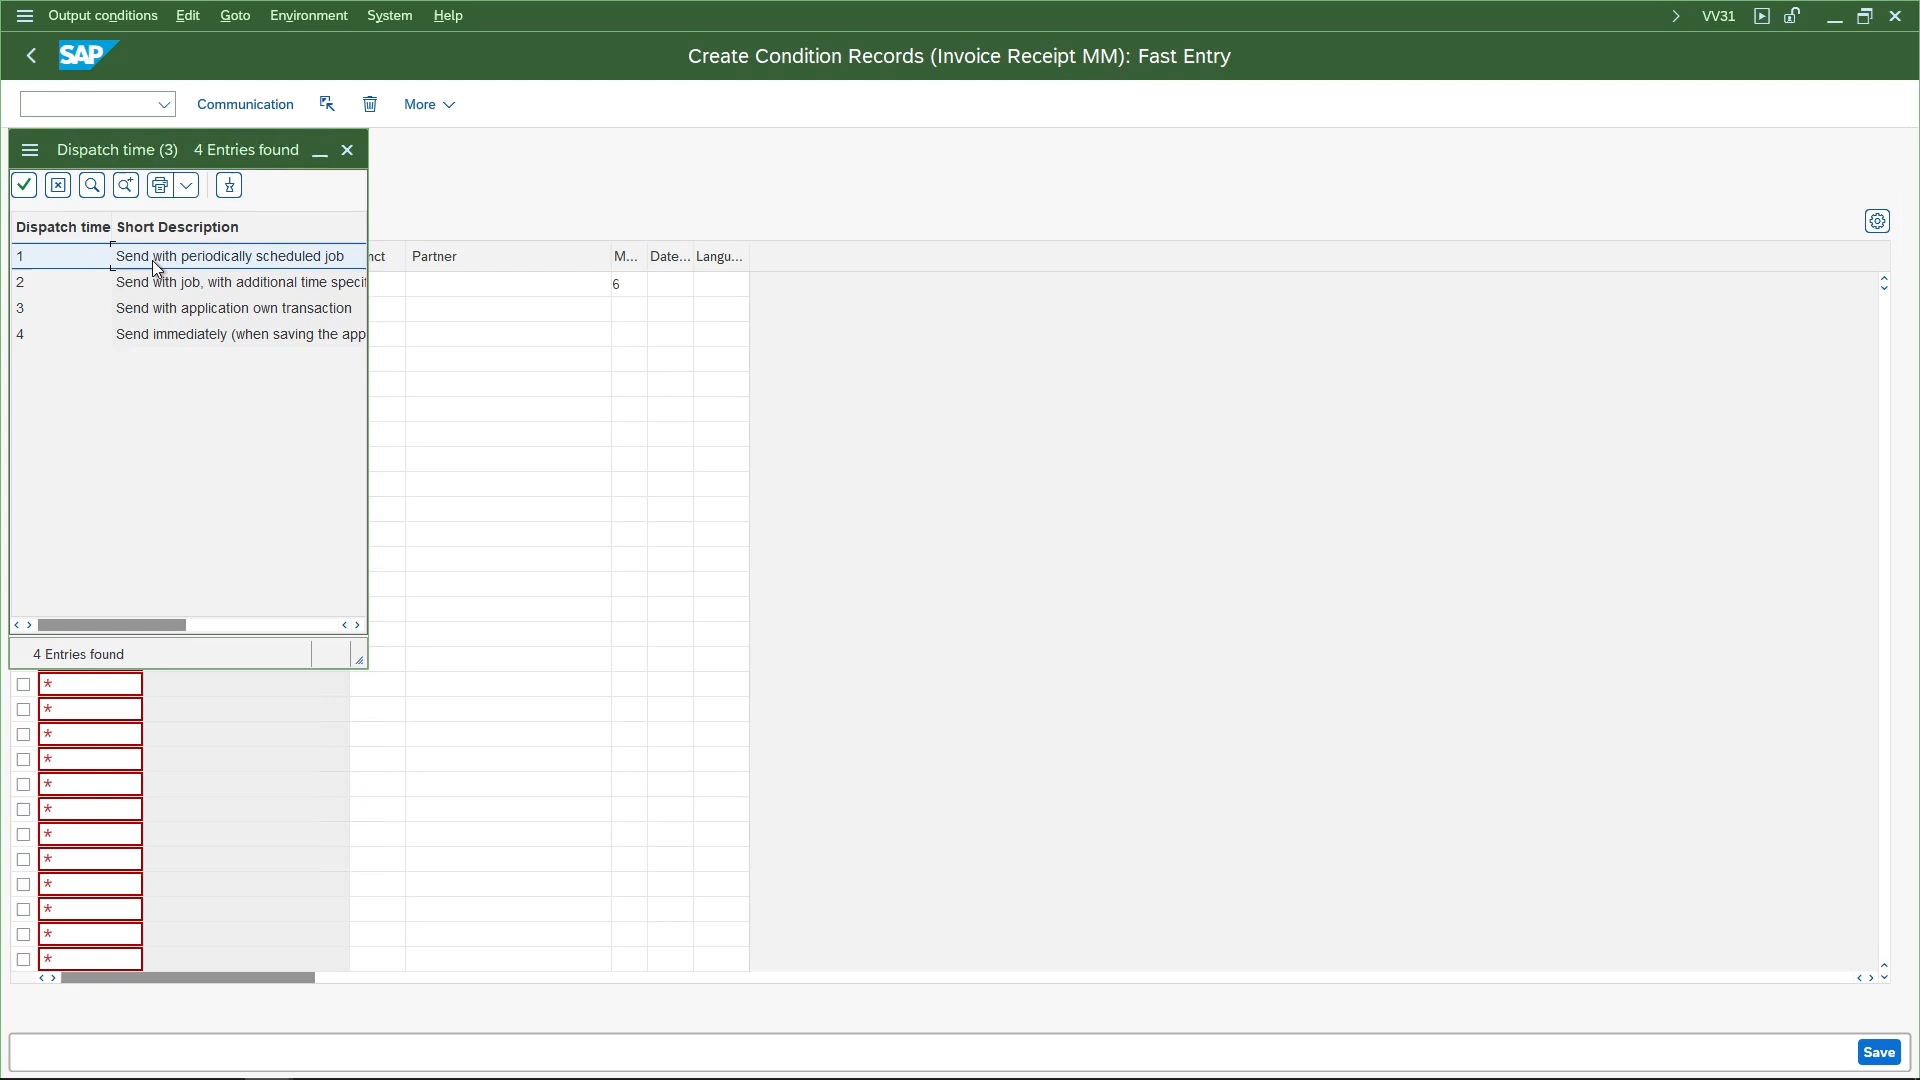 Output conditions Edit Goto Environment System Help VV31
SAP Create Condition Records (Invoice Receipt MM): Fast Entry
Communication More
Dispatch time (3) 4 Entries found
Dispatch time Short Description
1 Send with periodically scheduled job
2 Send with job, with additional time specif
3 Send with application own transaction
4 Send immediately (when saving the app
nct Partner M... Date... Langu...
6
4 Entries found
*
*
*
*
*
*
*
*
*
*
*
*
Save